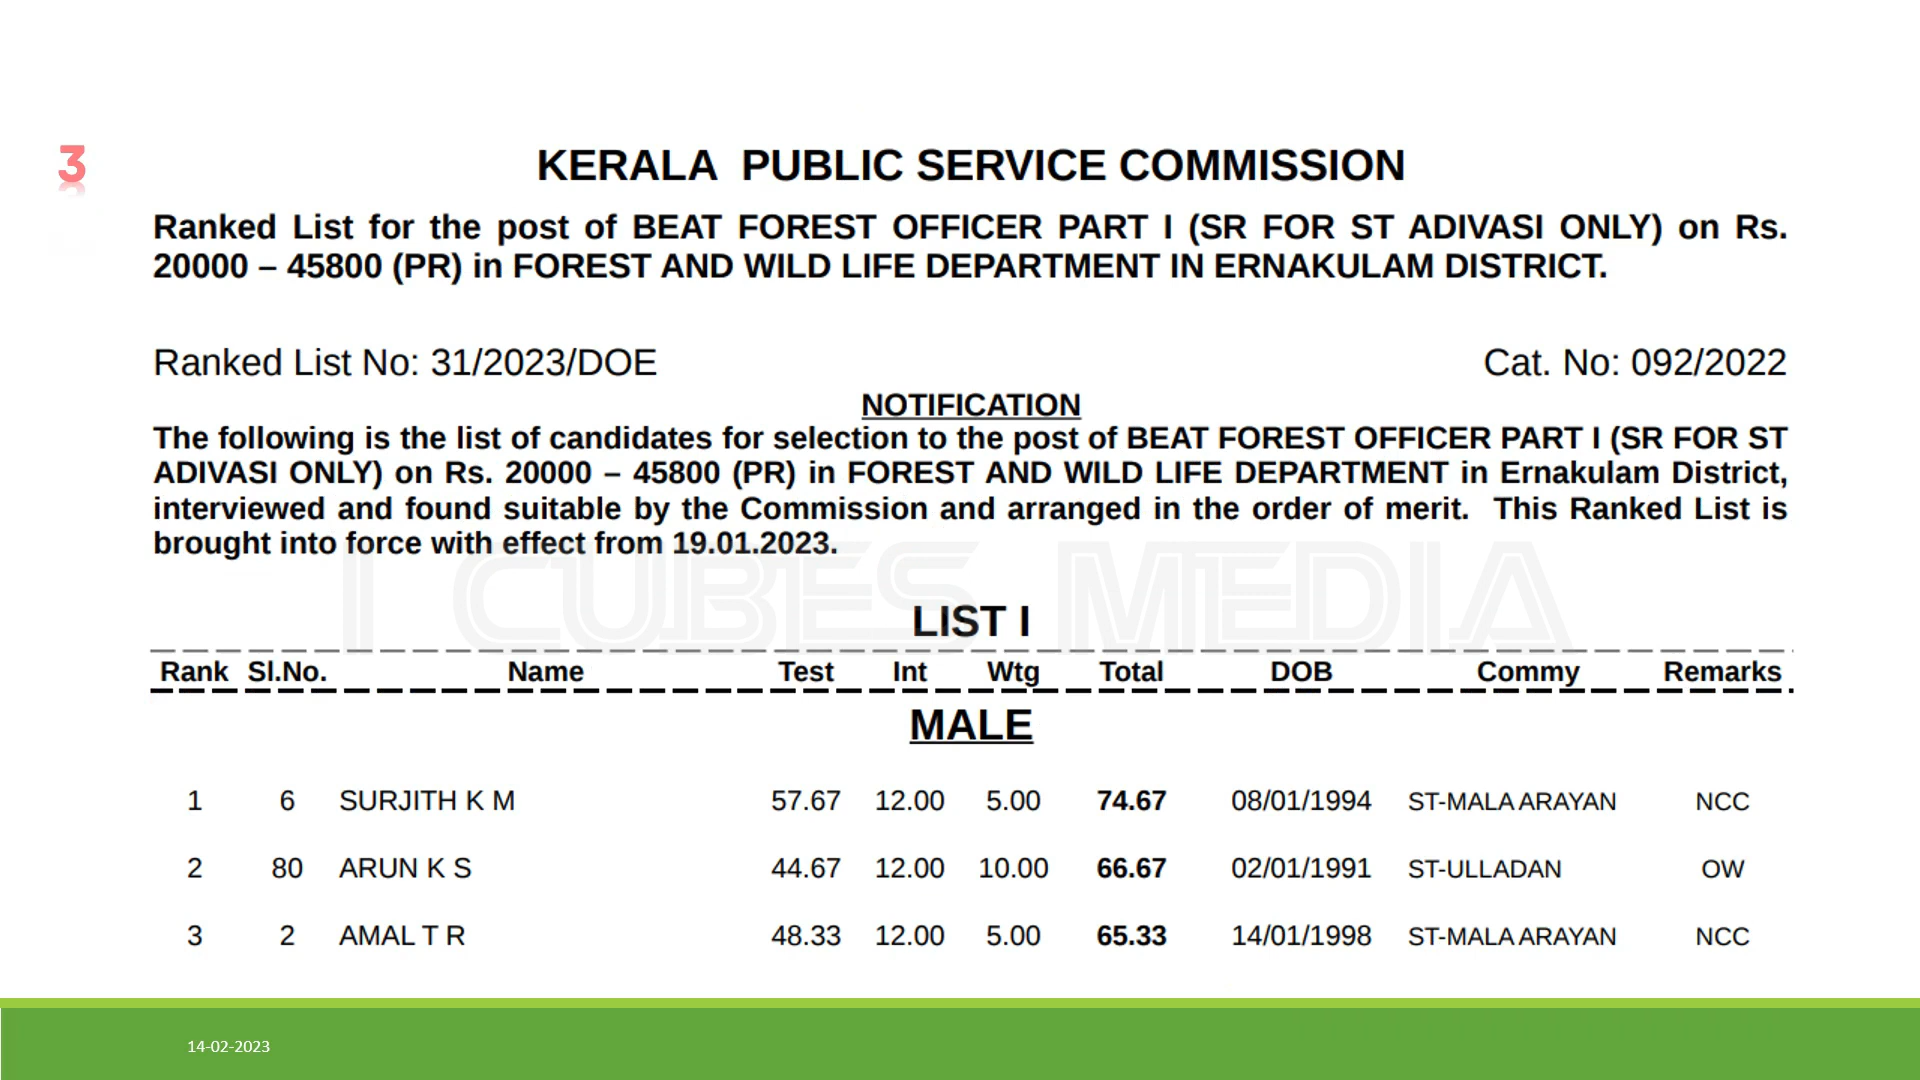 3
KERALA PUBLIC SERVICE COMMISSION
Ranked List for the post of BEAT FOREST OFFICER PART I (SR FOR ST ADIVASI ONLY) on Rs.
20000 – 45800 (PR) in FOREST AND WILD LIFE DEPARTMENT IN ERNAKULAM DISTRICT.
Ranked List No: 31/2023/DOE Cat. No: 092/2022
NOTIFICATION
The following is the list of candidates for selection to the post of BEAT FOREST OFFICER PART I (SR FOR ST
ADIVASI ONLY) on Rs. 20000 – 45800 (PR) in FOREST AND WILD LIFE DEPARTMENT in Ernakulam District,
interviewed and found suitable by the Commission and arranged in the order of merit. This Ranked List is
brought into force with effect from 19.01.2023.
I CUBES MEDIA
LIST I
Rank Sl.No. Name Test Int Wtg Total DOB Commy Remarks
MALE
1 6 SURJITH K M 57.67 12.00 5.00 74.67 08/01/1994 ST-MALA ARAYAN NCC
2 80 ARUN K S 44.67 12.00 10.00 66.67 02/01/1991 ST-ULLADAN OW
3 2 AMAL T R 48.33 12.00 5.00 65.33 14/01/1998 ST-MALA ARAYAN NCC
14-02-2023